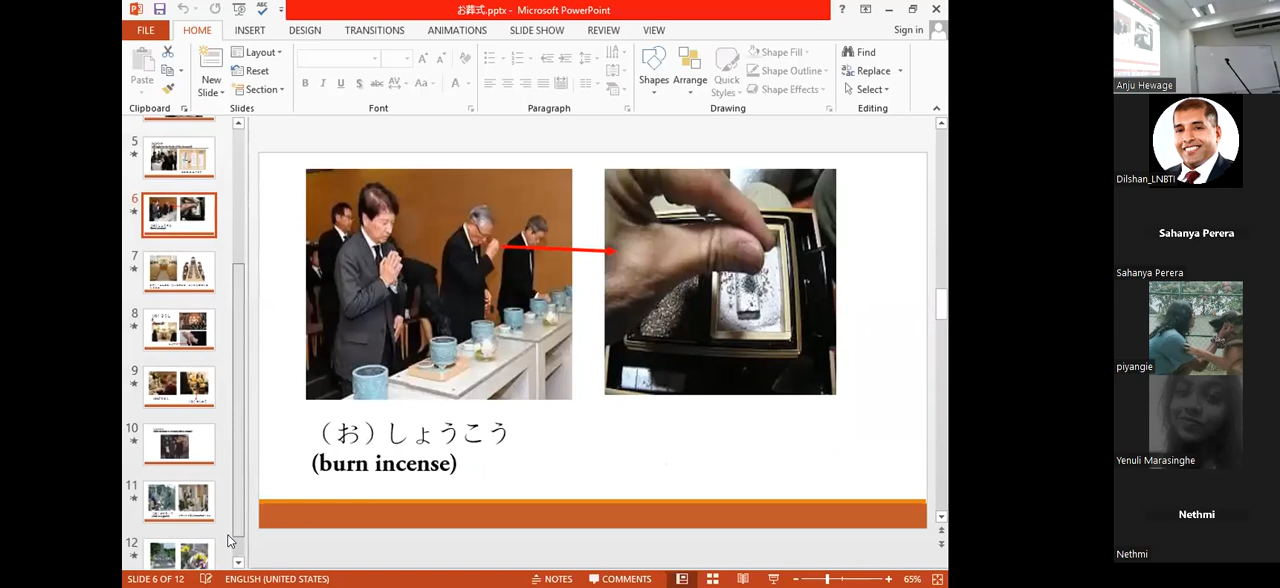 お葬式.pptx - Microsoft PowerPoint
FILE HOME INSERT DESIGN TRANSITIONS ANIMATIONS SLIDE SHOW REVIEW VIEW Sign in
Paste
New Slide
Layout
Reset
Section
B I U S abc AV Aa A
Shapes
Arrange
Quick Styles
Shape Fill
Shape Outline
Shape Effects
Find
Replace
Select
Clipboard Slides Font Paragraph Drawing Editing
5
6
7
8
9
10
11
12
（お）しょうこう
(burn incense)
SLIDE 6 OF 12 ENGLISH (UNITED STATES) NOTES COMMENTS 65%
Anju Hewage
Dilshan_LNBTI
Sahanya Perera
Sahanya Perera
piyangie
Yenuli Marasinghe
Nethmi
Nethmi